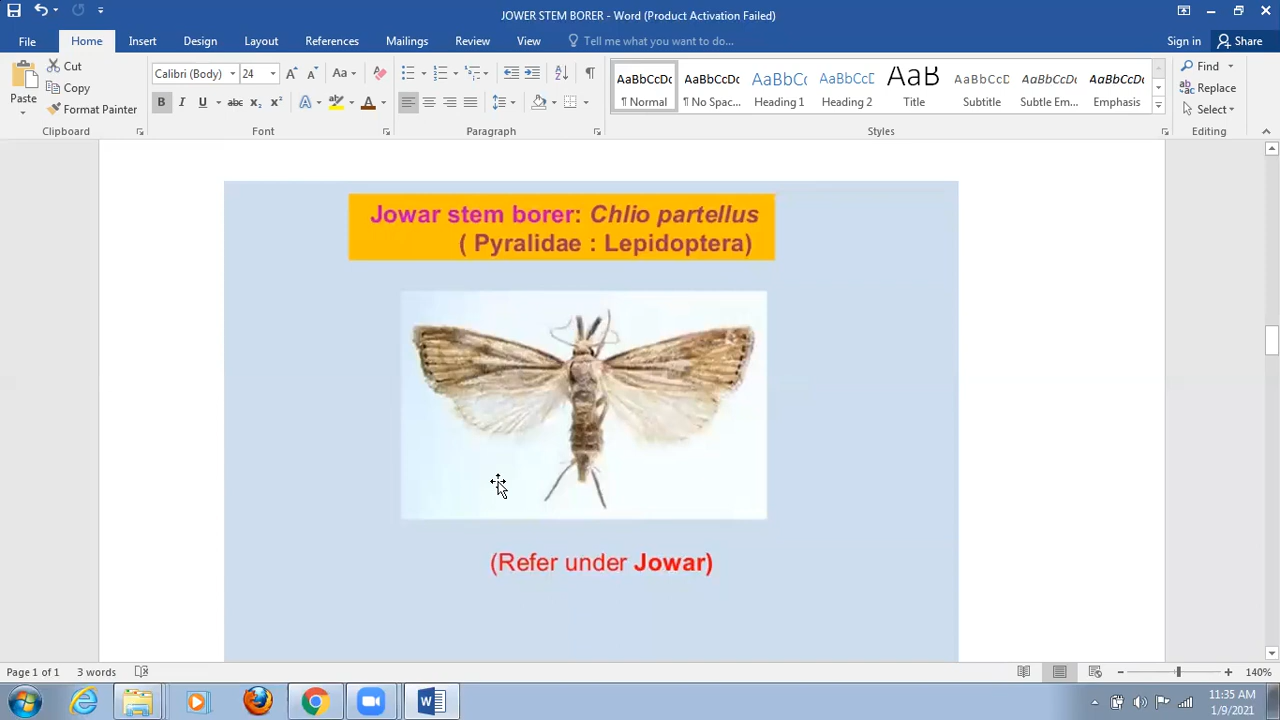 JOWER STEM BORER - Word (Product Activation Failed)
File Home Insert Design Layout References Mailings Review View Tell me what you want to do... Sign in Share
Cut
Copy
Format Painter
Paste
Clipboard
Calibri (Body) 24
Font
Paragraph
AaBbCcDc AaBbCcDc AaBbCc AaBbCcC AaB AaBbCcD AaBbCcDc AaBbCcDc
¶ Normal ¶ No Spac... Heading 1 Heading 2 Title Subtitle Subtle Em... Emphasis
Styles
Find
Replace
Select
Editing
Jowar stem borer: Chlio partellus
( Pyralidae : Lepidoptera)
(Refer under Jowar)
Page 1 of 1 3 words
140%
11:35 AM
1/9/2021